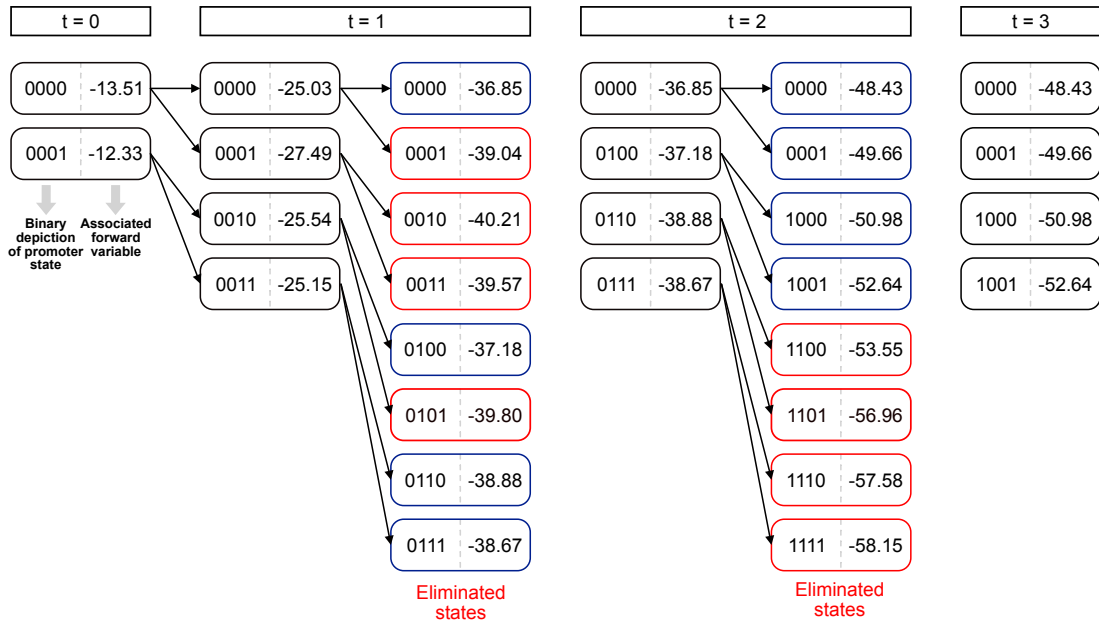 t = 0
t = 1
t = 2
t = 3
0000 -13.51
0001 -12.33
Binary
depiction
of promoter
state
Associated
forward
variable
0000 -25.03
0001 -27.49
0010 -25.54
0011 -25.15
0000 -36.85
0001 -39.04
0010 -40.21
0011 -39.57
0100 -37.18
0101 -39.80
0110 -38.88
0111 -38.67
Eliminated
states
0000 -36.85
0100 -37.18
0110 -38.88
0111 -38.67
0000 -48.43
0001 -49.66
1000 -50.98
1001 -52.64
1100 -53.55
1101 -56.96
1110 -57.58
1111 -58.15
Eliminated
states
0000 -48.43
0001 -49.66
1000 -50.98
1001 -52.64